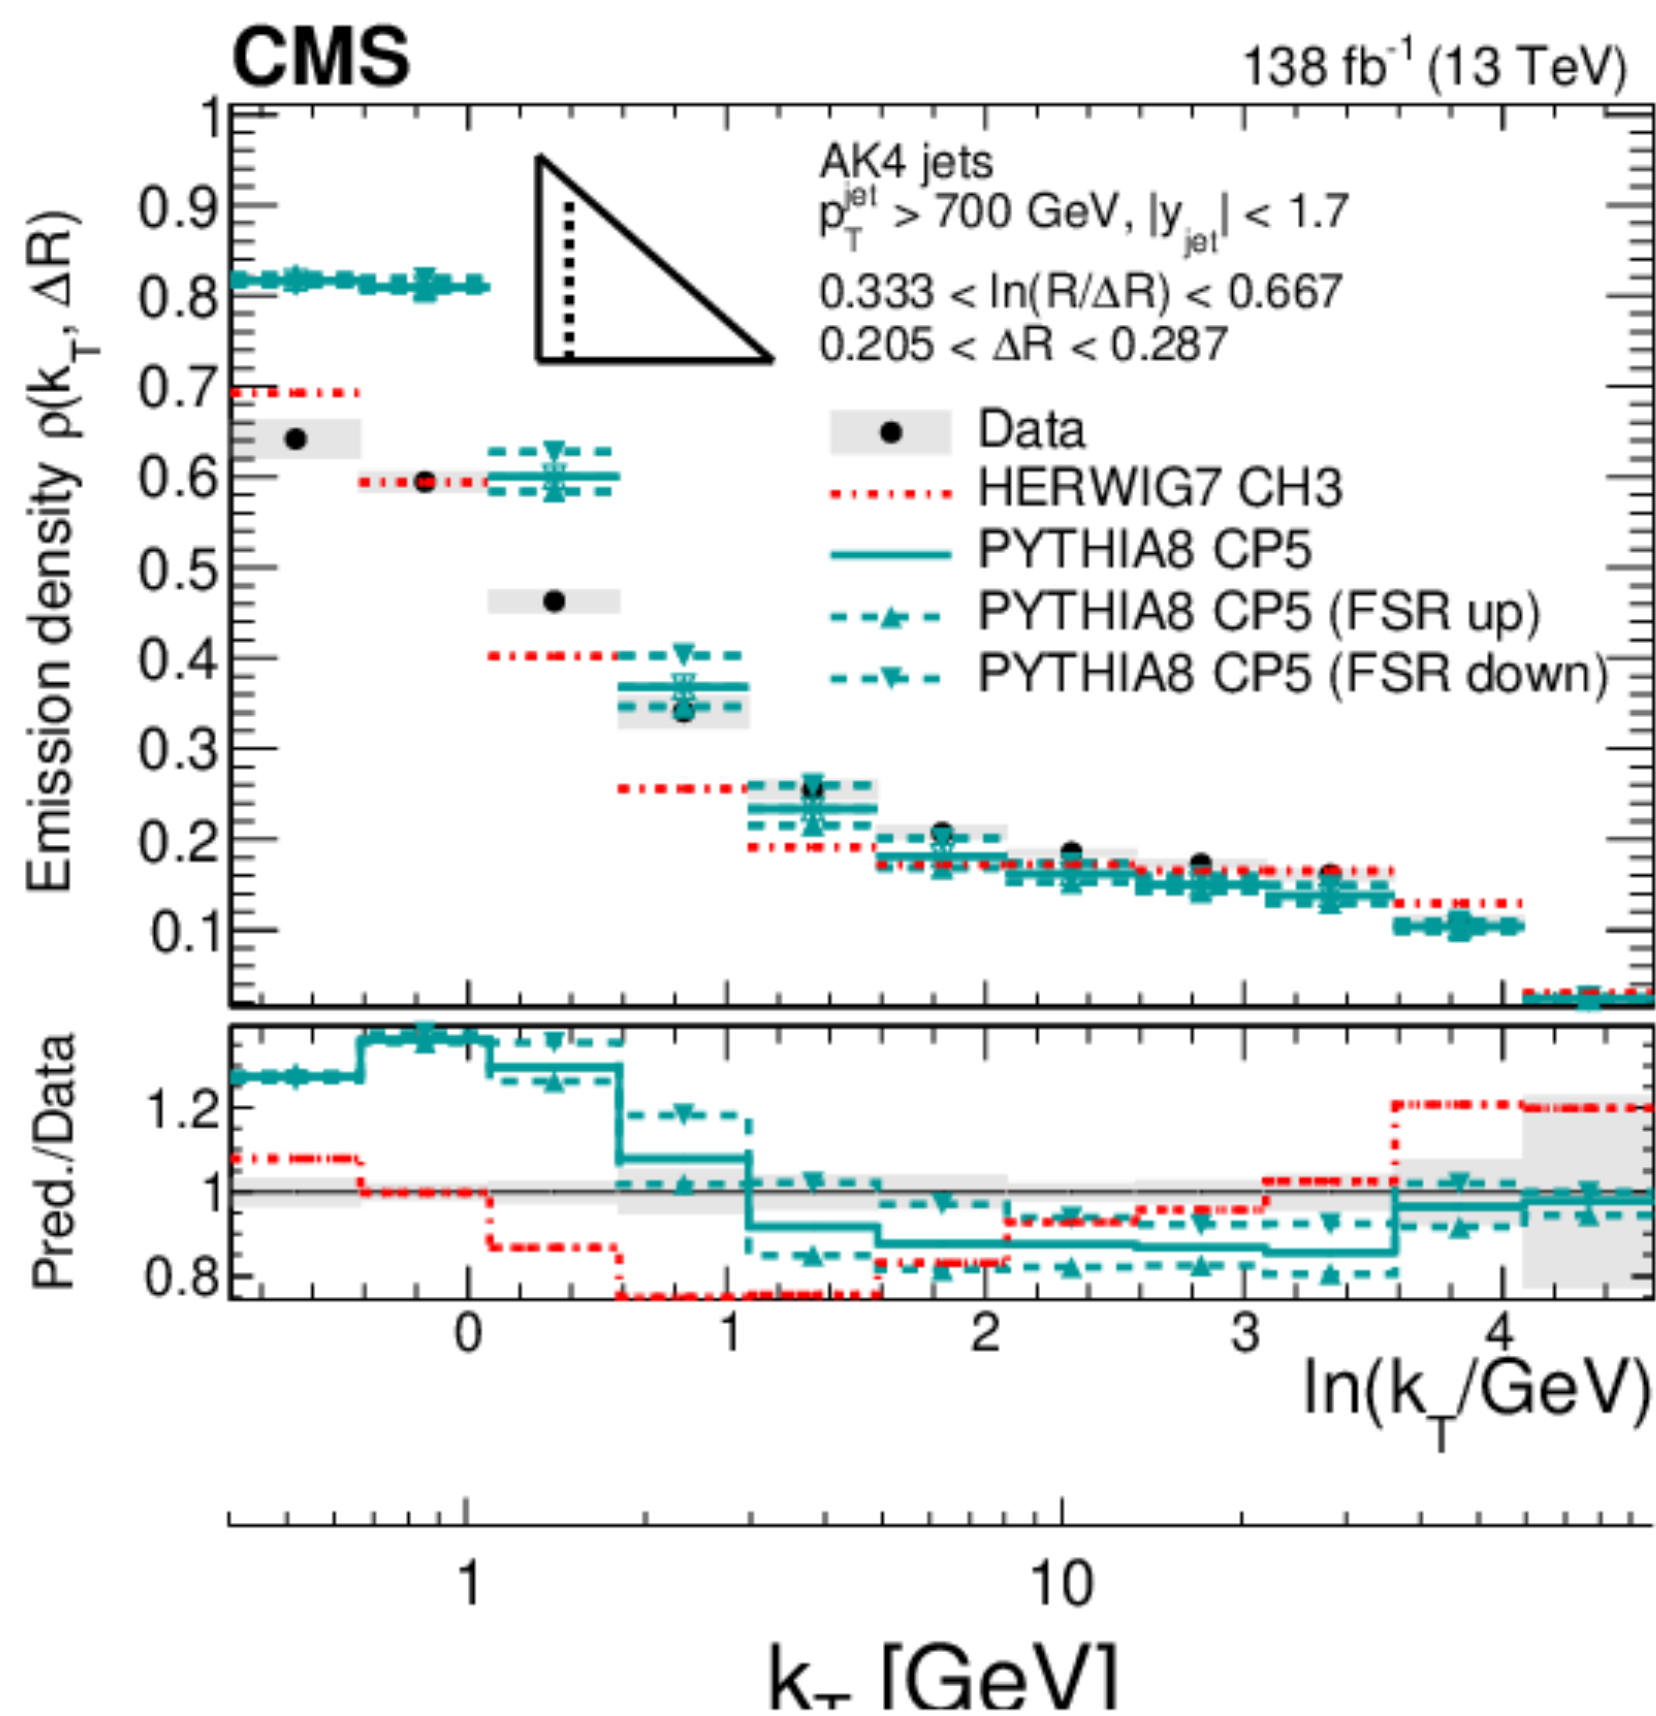 CMS
138 fb-1 (13 TeV)
AK4 jets
pTjet > 700 GeV, |yjet| < 1.7
0.333 < ln(R/ΔR) < 0.667
0.205 < ΔR < 0.287
Data
HERWIG7 CH3
PYTHIA8 CP5
PYTHIA8 CP5 (FSR up)
PYTHIA8 CP5 (FSR down)
Emission density ρ(kT, ΔR)
1
0.9
0.8
0.7
0.6
0.5
0.4
0.3
0.2
0.1
Pred./Data
1.2
1
0.8
0 1 2 3 4
ln(kT/GeV)
1 10
kT [GeV]